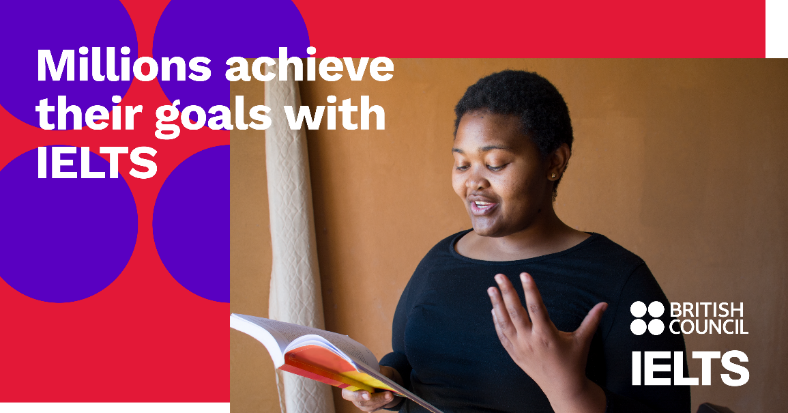 Millions achieve
their goals with
IELTS
BRITISH
COUNCIL
IELTS